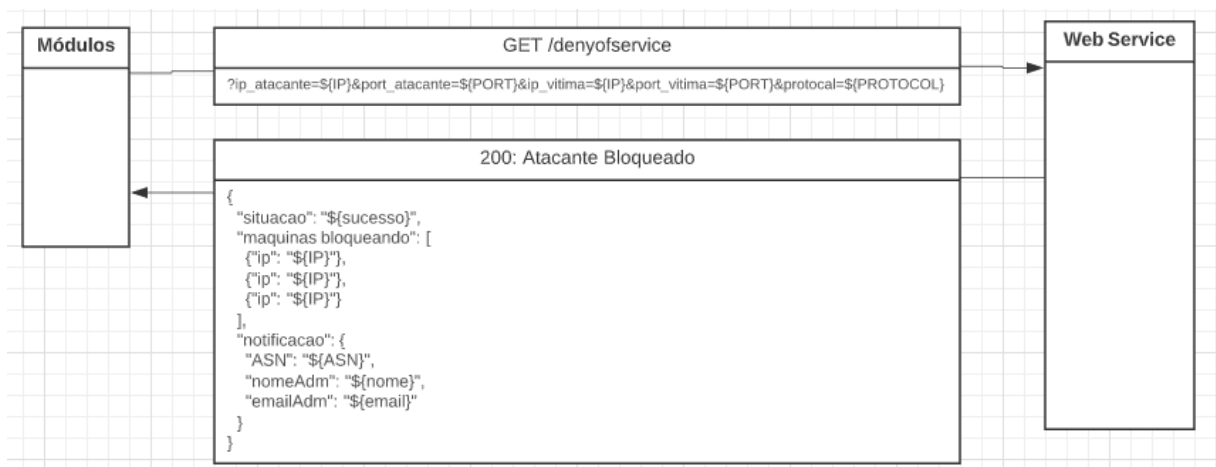 Módulos
GET /denyofservice
Web Service
?ip_atacante=${IP}&port_atacante=${PORT}&ip_vitima=${IP}&port_vitima=${PORT}&protocal=${PROTOCOL}
200: Atacante Bloqueado
{
"situacao": "${sucesso}",
"maquinas bloqueando": [
{"ip": "${IP}"},
{"ip": "${IP}"},
{"ip": "${IP}"}
],
"notificacao": {
"ASN": "${ASN}",
"nomeAdm": "${nome}",
"emailAdm": "${email}"
}
}